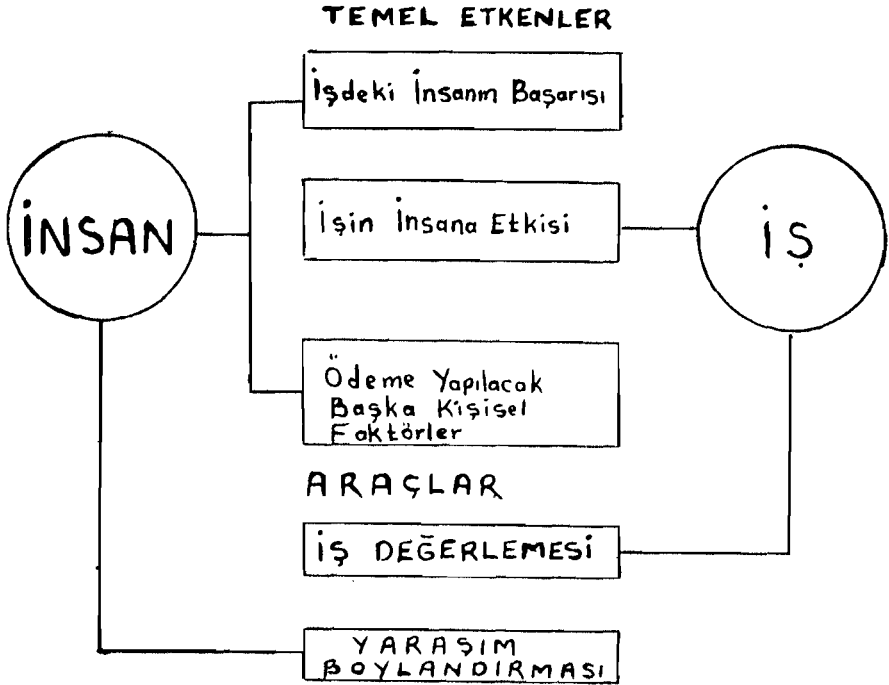 TEMEL ETKENLER
İşdeki İnsanın Başarısı
İNSAN
İşin İnsana Etkisi
İŞ
Ödeme Yapılacak
Başka Kişisel
Faktörler
ARAÇLAR
İŞ DEĞERLEMESİ
YARAŞIM
BOYLANDIRMASI